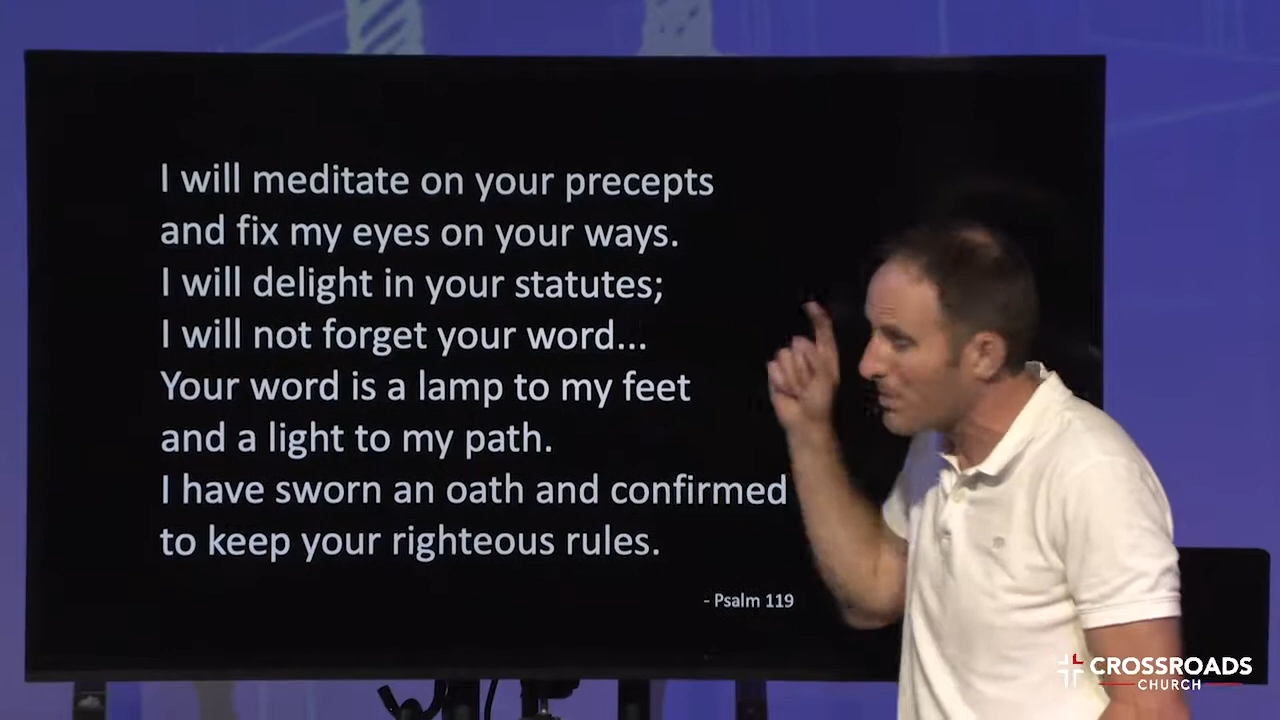 I will meditate on your precepts
and fix my eyes on your ways.
I will delight in your statutes;
I will not forget your word...
Your word is a lamp to my feet
and a light to my path.
I have sworn an oath and confirmed
to keep your righteous rules.
- Psalm 119
CROSSROADS
CHURCH